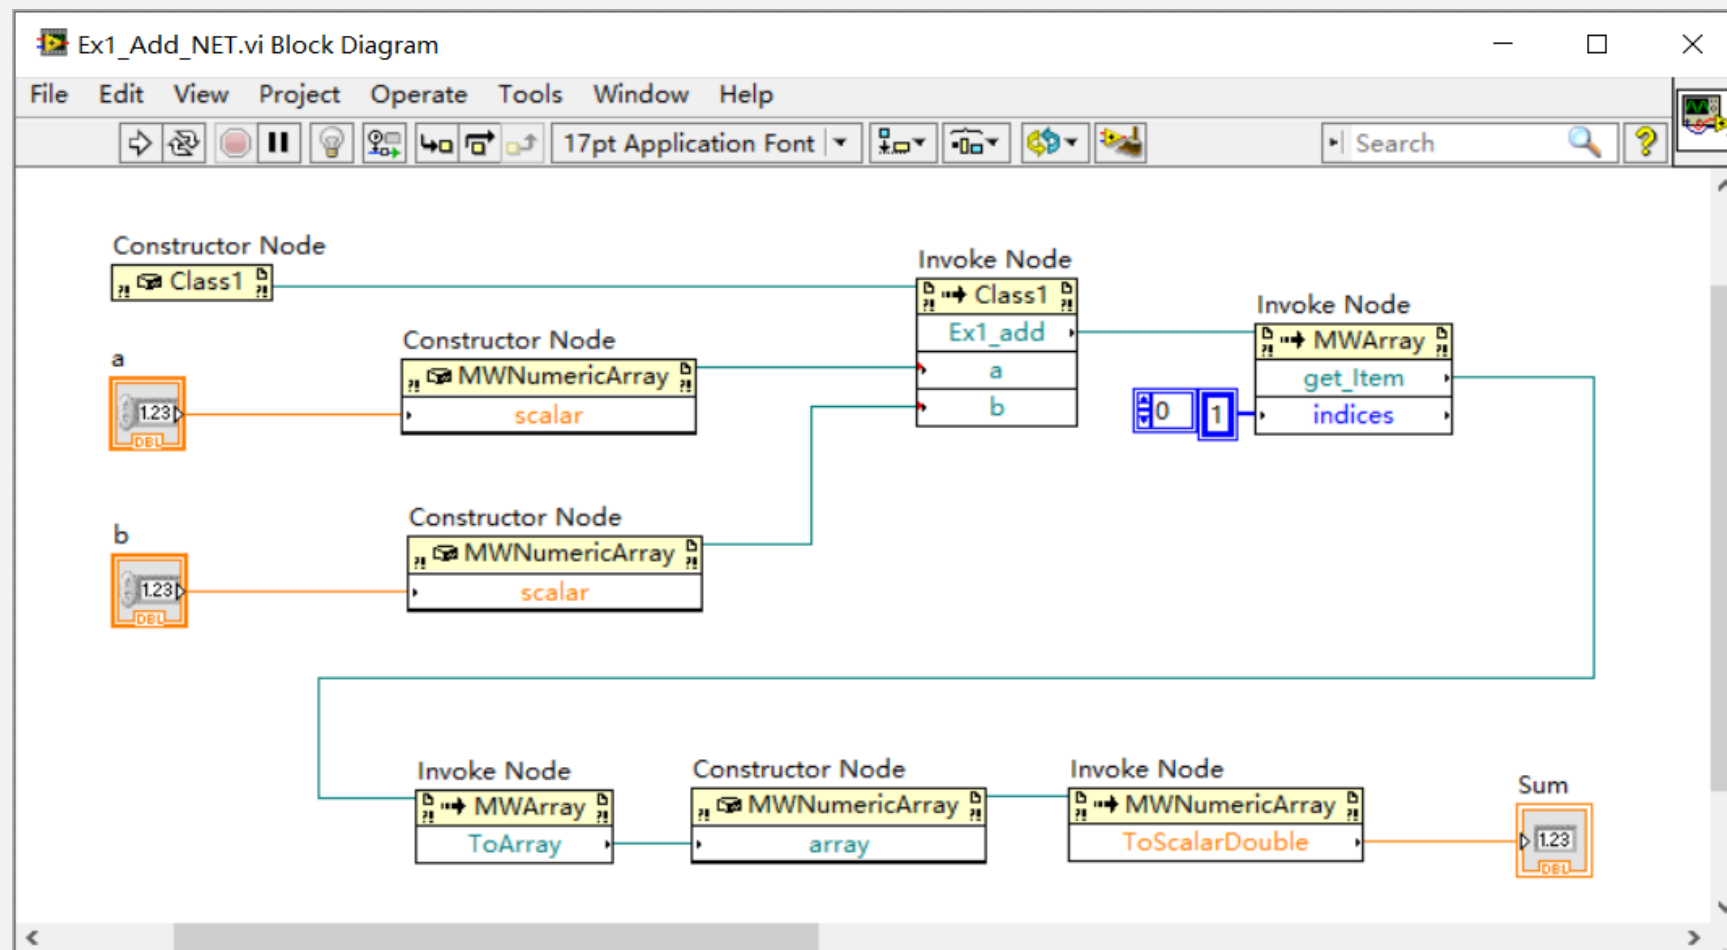 Ex1_Add_NET.vi Block Diagram
File Edit View Project Operate Tools Window Help
17pt Application Font
Search
Constructor Node
Class1
Invoke Node
Class1
Ex1_add
a
b
Invoke Node
MWArray
get_Item
indices
0
1
a
1.23
DBL
Constructor Node
MWNumericArray
scalar
b
1.23
DBL
Constructor Node
MWNumericArray
scalar
Invoke Node
MWArray
ToArray
Constructor Node
MWNumericArray
array
Invoke Node
MWNumericArray
ToScalarDouble
Sum
1.23
DBL